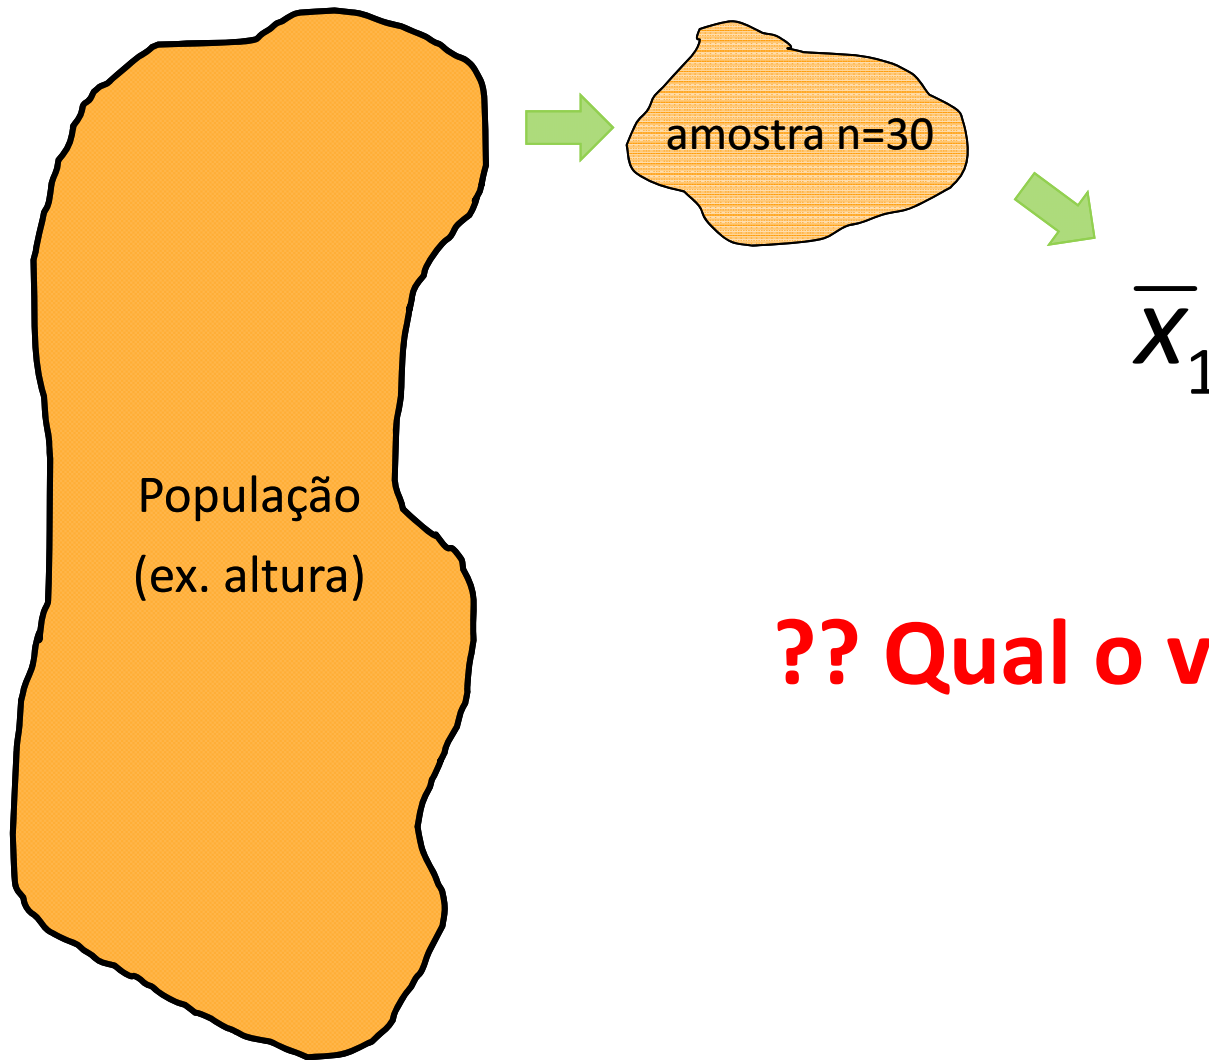 amostra n=30
x̅₁
População
(ex. altura)
?? Qual o v